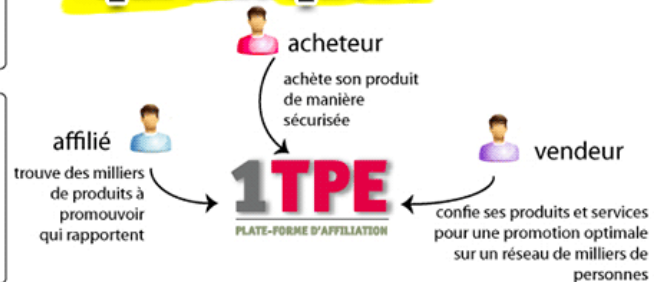 acheteur
achète son produit
de manière
sécurisée
affilié
trouve des milliers
de produits à
promouvoir
qui rapportent
vendeur
confie ses produits et services
pour une promotion optimale
sur un réseau de milliers de
personnes
1TPE
PLATE-FORME D'AFFILIATION